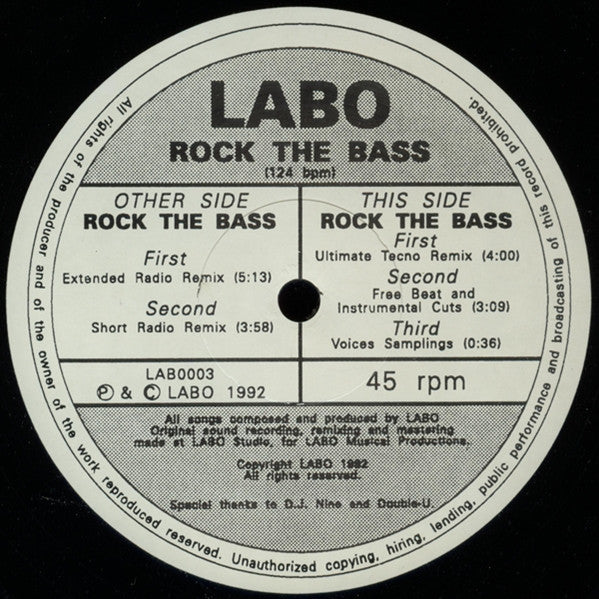 LABO
ROCK THE BASS
(124 bpm)
OTHER SIDE
ROCK THE BASS
First
Extended Radio Remix (5:13)
Second
Short Radio Remix (3:58)
THIS SIDE
ROCK THE BASS
First
Ultimate Tecno Remix (4:00)
Second
Free Beat and
Instrumental Cuts (3:09)
Third
Voices Samplings (0:36)
LAB0003
℗ & © LABO 1992
45 rpm
All songs composed and produced by LABO
Original sound recording, remixing and mastering
made at LABO Studio, for LABO Musical Productions.
Copyright LABO 1992
All rights reserved.
Special thanks to D.J. Nine and Double-U.
All rights of the producer and of the owner of the work reproduced reserved. Unauthorized copying, hiring, lending, public performance and broadcasting of this record prohibited.